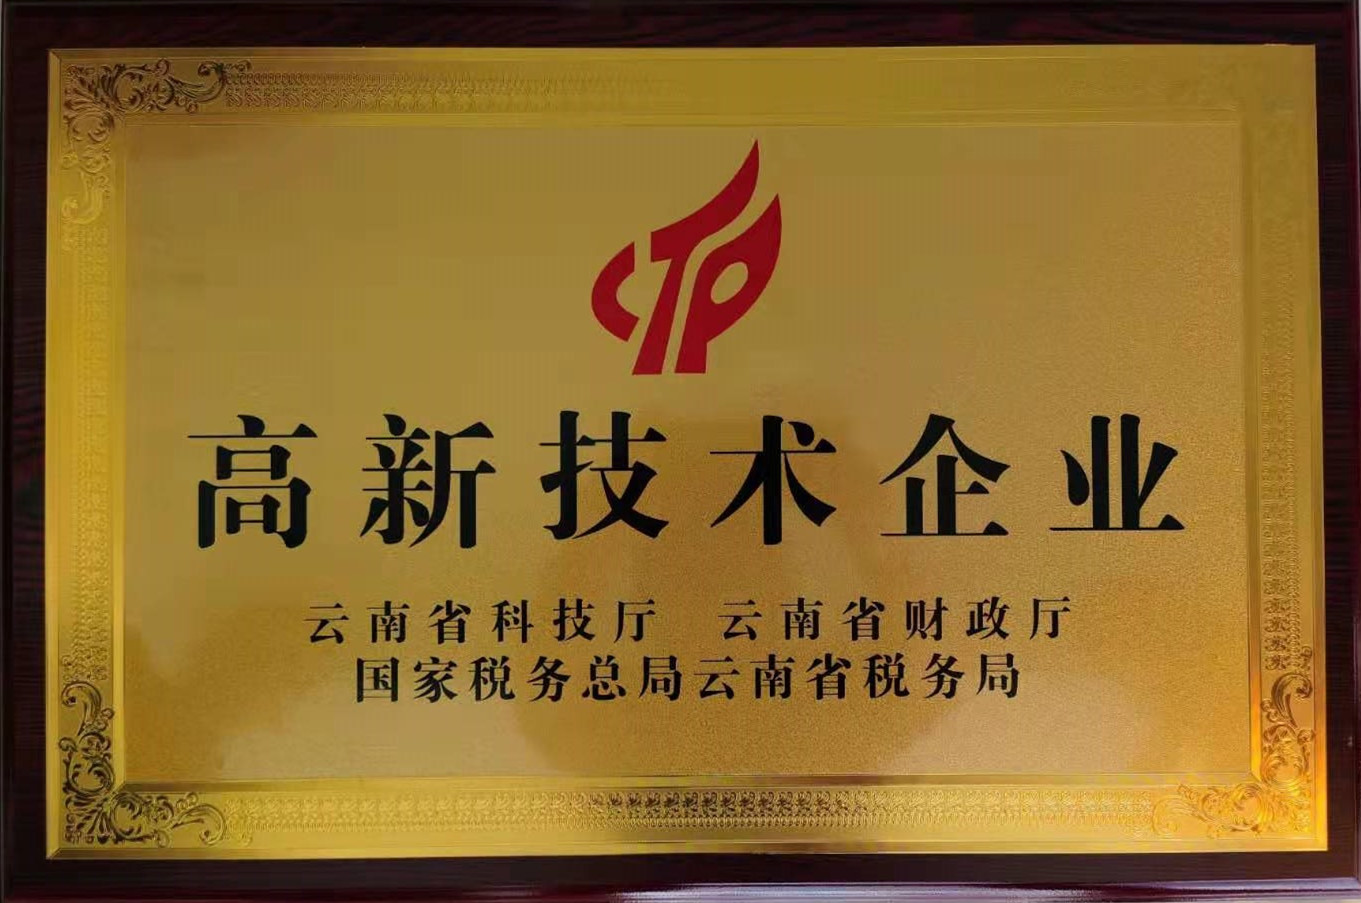 CTP
高新技术企业
云南省科技厅 云南省财政厅
国家税务总局云南省税务局